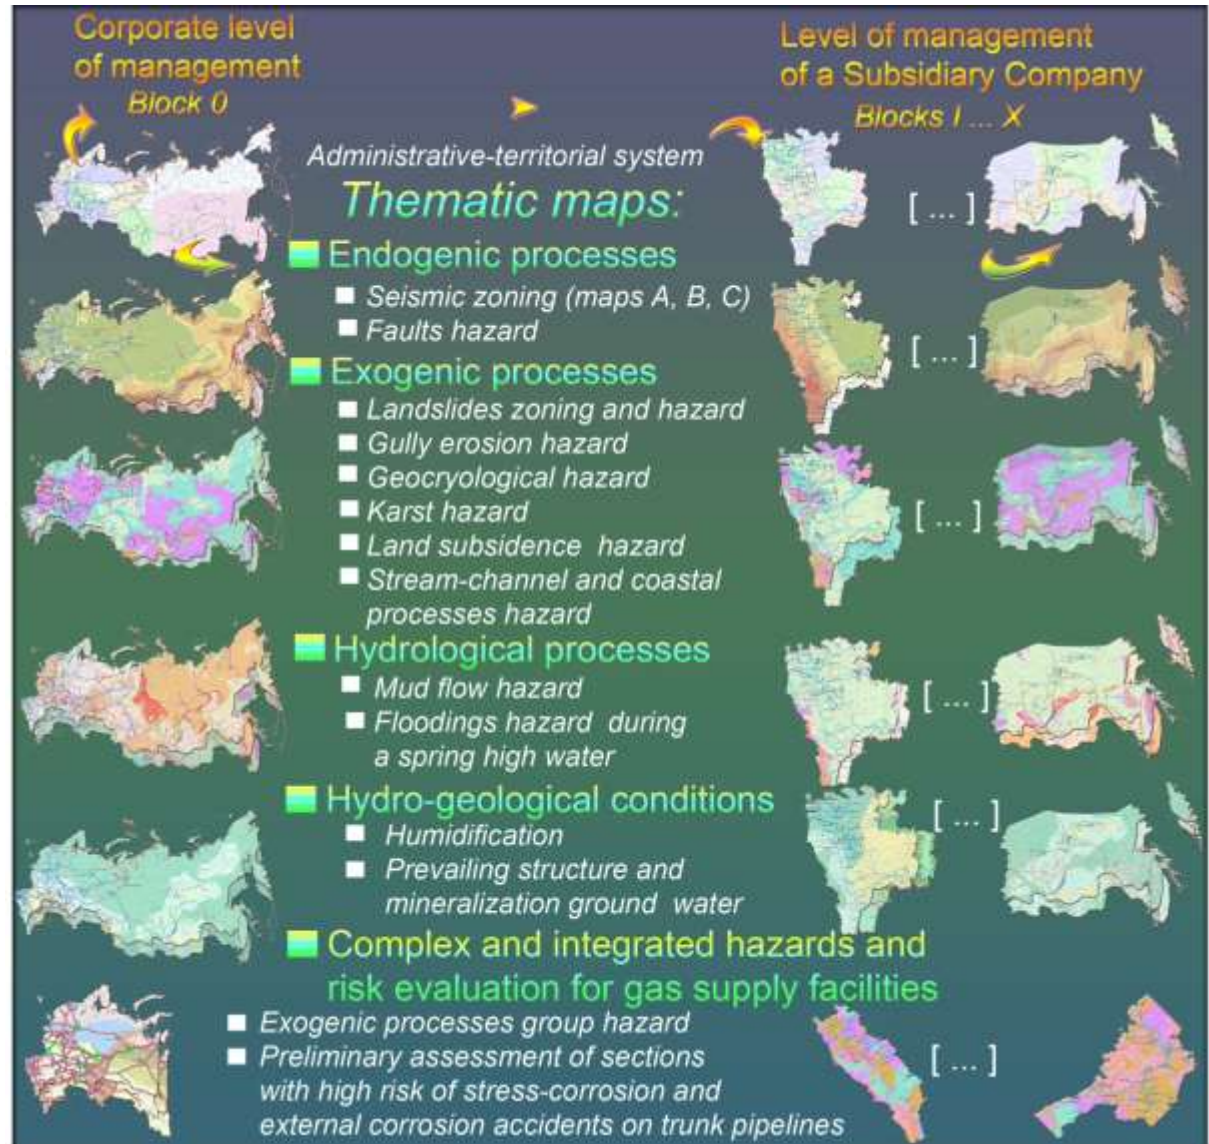 Corporate level
of management
Block 0
Level of management
of a Subsidiary Company
Blocks I ... X
Administrative-territorial system
Thematic maps:
[ ... ]
Endogenic processes
Seismic zoning (maps A, B, C)
Faults hazard
[ ... ]
Exogenic processes
Landslides zoning and hazard
Gully erosion hazard
Geocryological hazard
Karst hazard
[ ... ]
Land subsidence hazard
Stream-channel and coastal
processes hazard
Hydrological processes
Mud flow hazard
[ ... ]
Floodings hazard during
a spring high water
Hydro-geological conditions
[ ... ]
Humidification
Prevailing structure and
mineralization ground water
Complex and integrated hazards and
risk evaluation for gas supply facilities
Exogenic processes group hazard
Preliminary assessment of sections
[ ... ]
with high risk of stress-corrosion and
external corrosion accidents on trunk pipelines